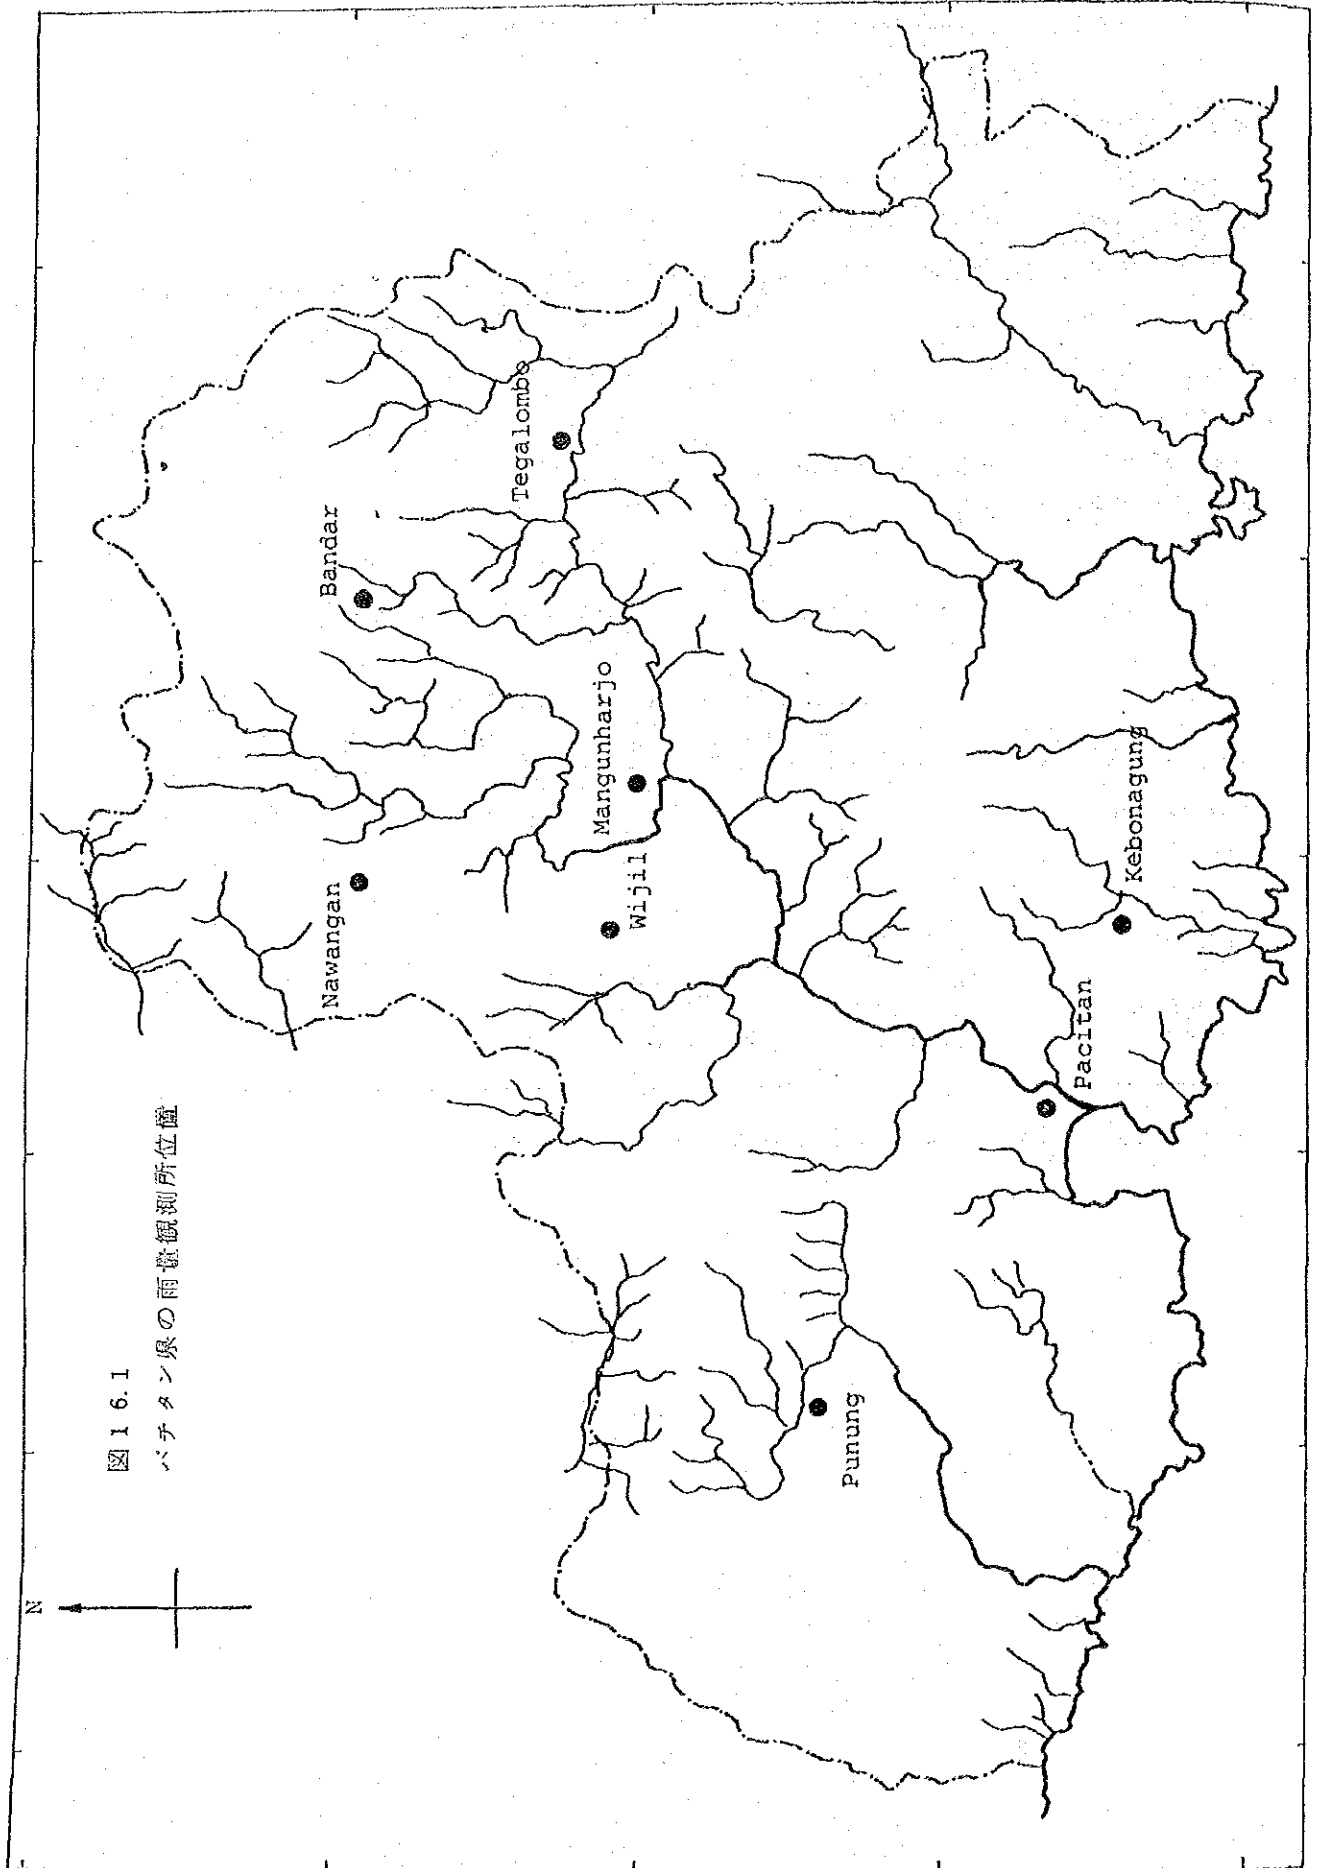 図16.1
パチタン県の雨量観測所位置
N
Nawangan
Bandar
Tegalombo
Mangunharjo
Wijil
Punung
Pacitan
Kebonagung